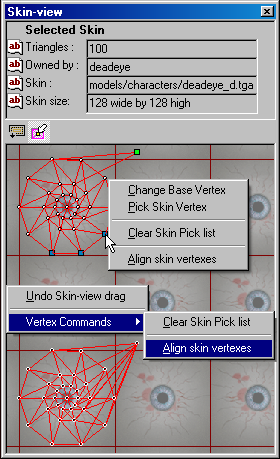 Skin-view
Selected Skin
ab Triangles : 100
ab Owned by : deadeye
ab Skin : models/characters/deadeye_d.tga
ab Skin size: 128 wide by 128 high
Change Base Vertex
Pick Skin Vertex
Clear Skin Pick list
Align skin vertexes
Undo Skin-view drag
Vertex Commands
Clear Skin Pick list
Align skin vertexes